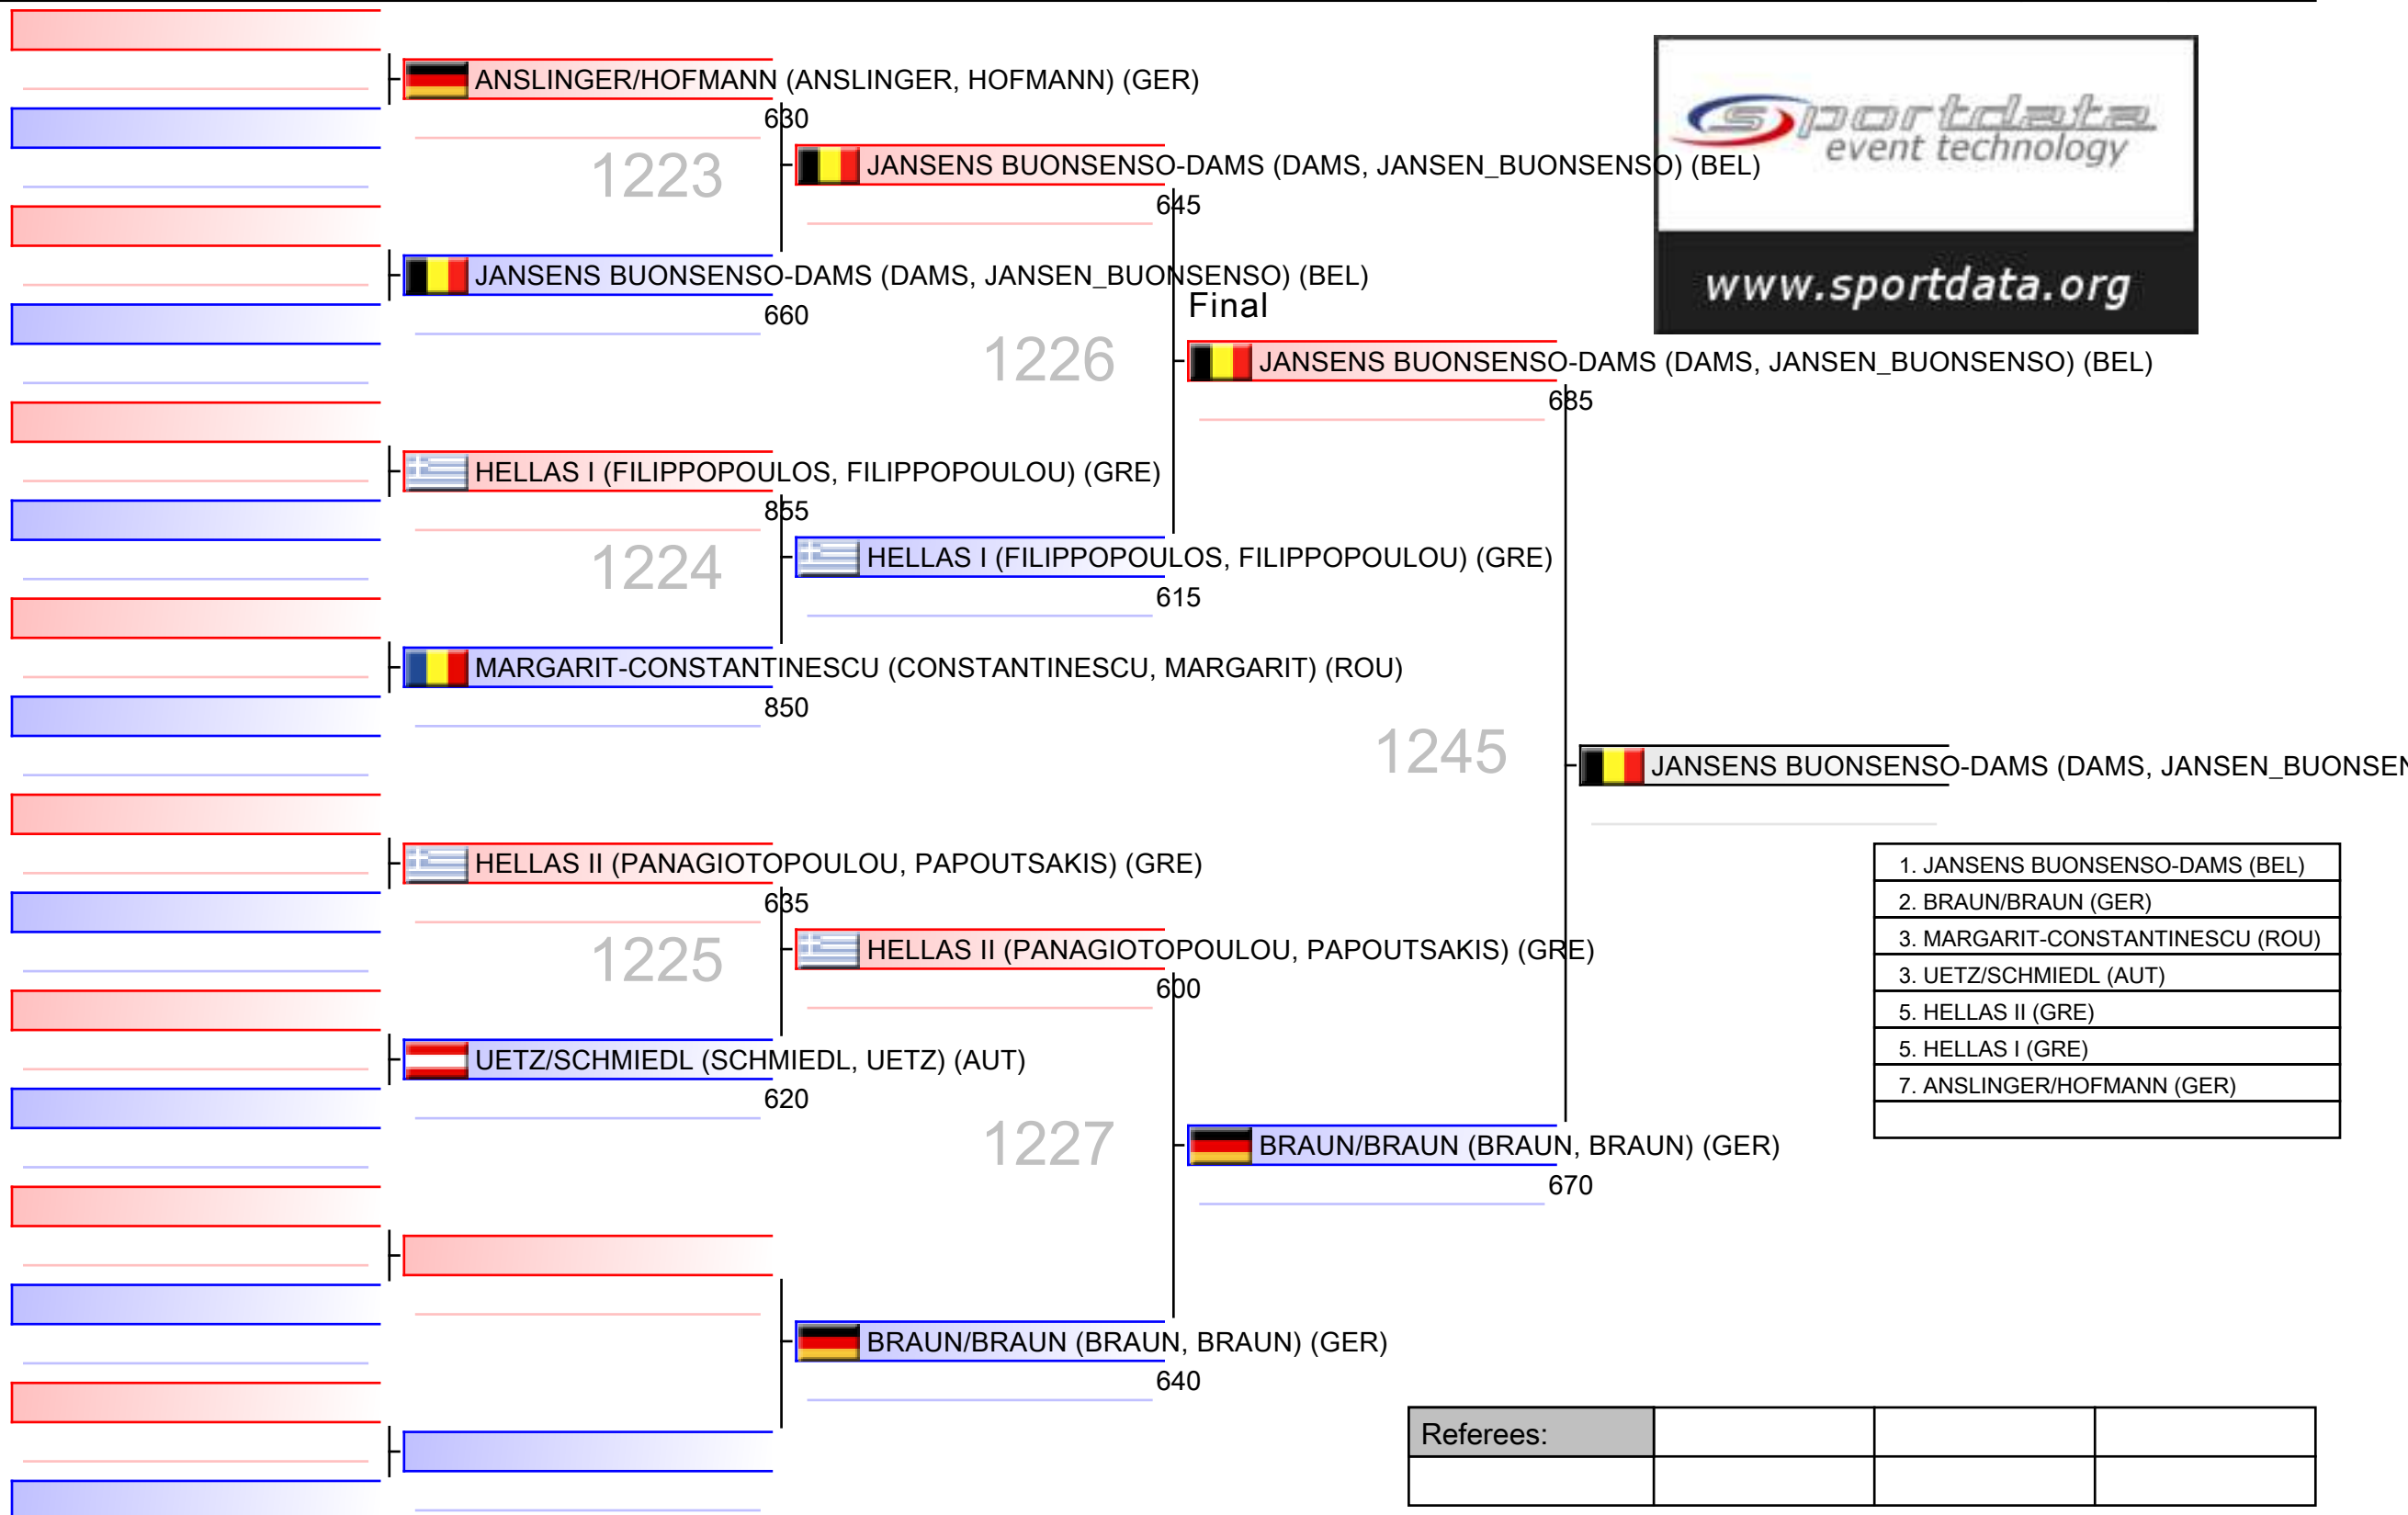 ANSLINGER/HOFMANN (ANSLINGER, HOFMANN) (GER)
630
1223
JANSENS BUONSENSO-DAMS (DAMS, JANSEN_BUONSENSO) (BEL)
645
JANSENS BUONSENSO-DAMS (DAMS, JANSEN_BUONSENSO) (BEL)
660
sportdata
event technology
www.sportdata.org
Final
1226
JANSENS BUONSENSO-DAMS (DAMS, JANSEN_BUONSENSO) (BEL)
685
HELLAS I (FILIPPOPOULOS, FILIPPOPOULOU) (GRE)
855
1224
HELLAS I (FILIPPOPOULOS, FILIPPOPOULOU) (GRE)
615
MARGARIT-CONSTANTINESCU (CONSTANTINESCU, MARGARIT) (ROU)
850
1245
JANSENS BUONSENSO-DAMS (DAMS, JANSEN_BUONSEN
HELLAS II (PANAGIOTOPOULOU, PAPOUTSAKIS) (GRE)
635
1225
HELLAS II (PANAGIOTOPOULOU, PAPOUTSAKIS) (GRE)
600
UETZ/SCHMIEDL (SCHMIEDL, UETZ) (AUT)
620
1227
BRAUN/BRAUN (BRAUN, BRAUN) (GER)
670
BRAUN/BRAUN (BRAUN, BRAUN) (GER)
640
1. JANSENS BUONSENSO-DAMS (BEL)
2. BRAUN/BRAUN (GER)
3. MARGARIT-CONSTANTINESCU (ROU)
3. UETZ/SCHMIEDL (AUT)
5. HELLAS II (GRE)
5. HELLAS I (GRE)
7. ANSLINGER/HOFMANN (GER)
Referees: